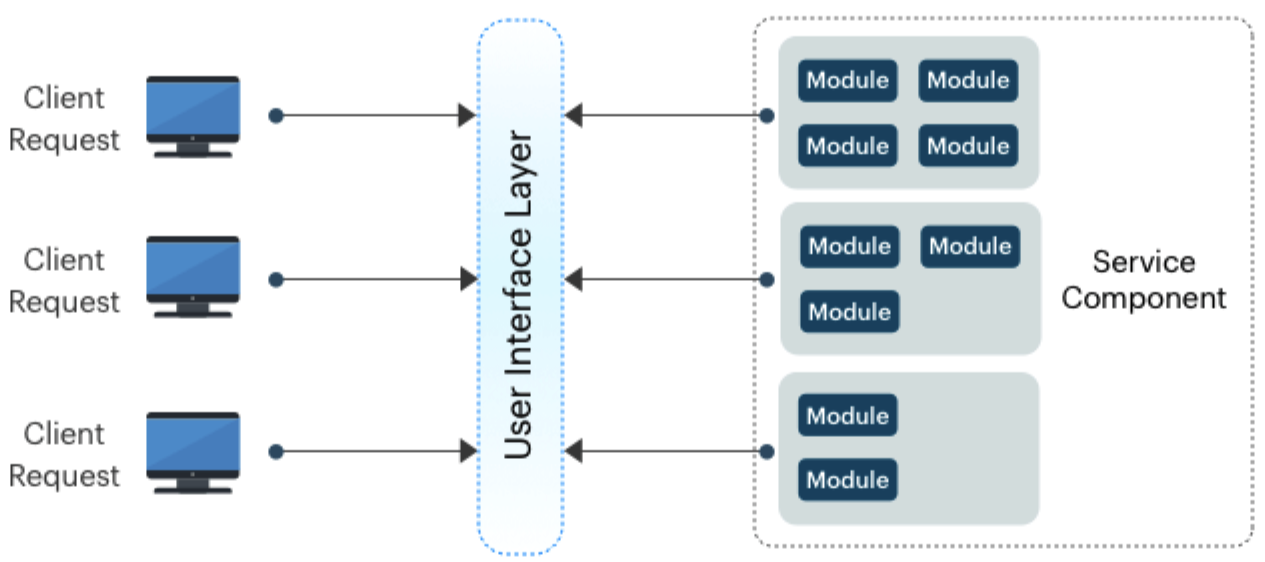 Client
Request
Client
Request
Client
Request
User Interface Layer
Module Module
Module Module
Module Module
Module
Module
Module
Service
Component